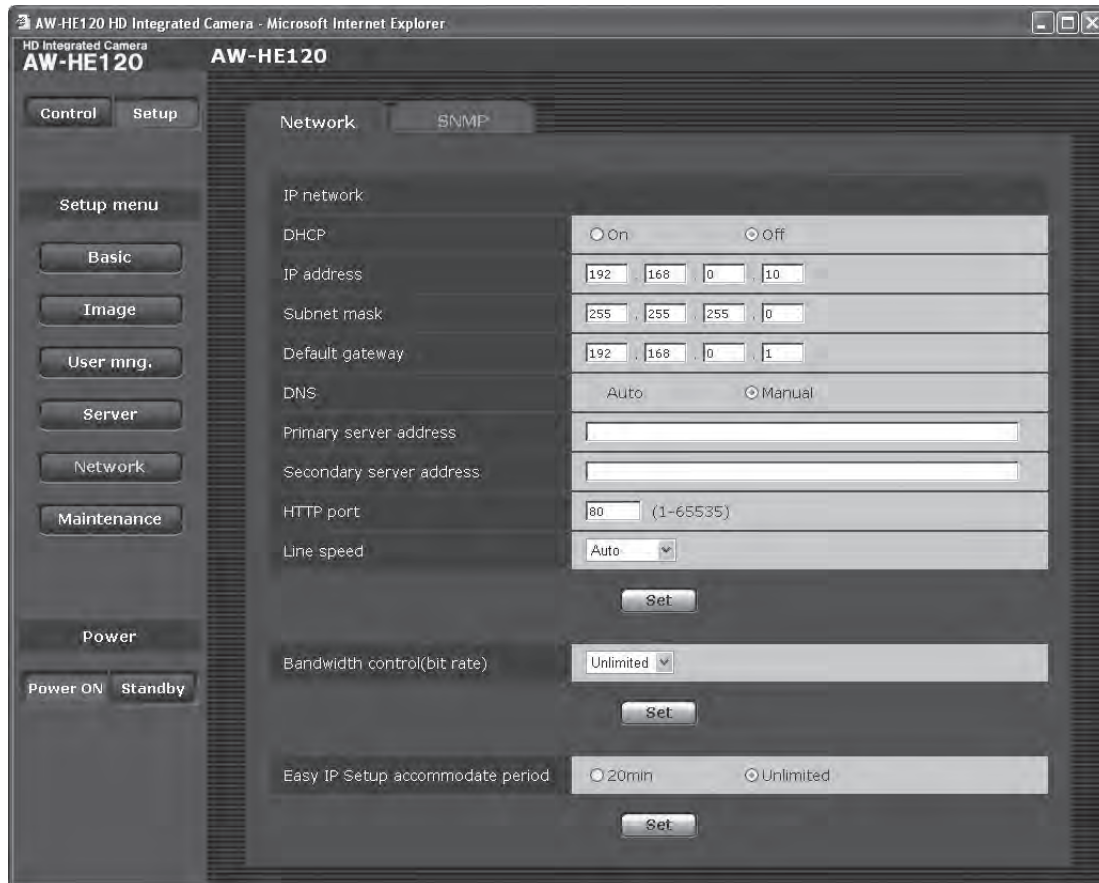 AW-HE120 HD Integrated Camera - Microsoft Internet Explorer
HD Integrated Camera
AW-HE120
AW-HE120
Control Setup
Setup menu
Basic
Image
User mng.
Server
Network
Maintenance
Power
Power ON Standby
Network SNMP
IP network
DHCP On Off
IP address 192 . 168 . 0 . 10
Subnet mask 255 . 255 . 255 . 0
Default gateway 192 . 168 . 0 . 1
DNS Auto Manual
Primary server address
Secondary server address
HTTP port 80 (1-65535)
Line speed Auto
Set
Bandwidth control(bit rate) Unlimited
Set
Easy IP Setup accommodate period 20min Unlimited
Set